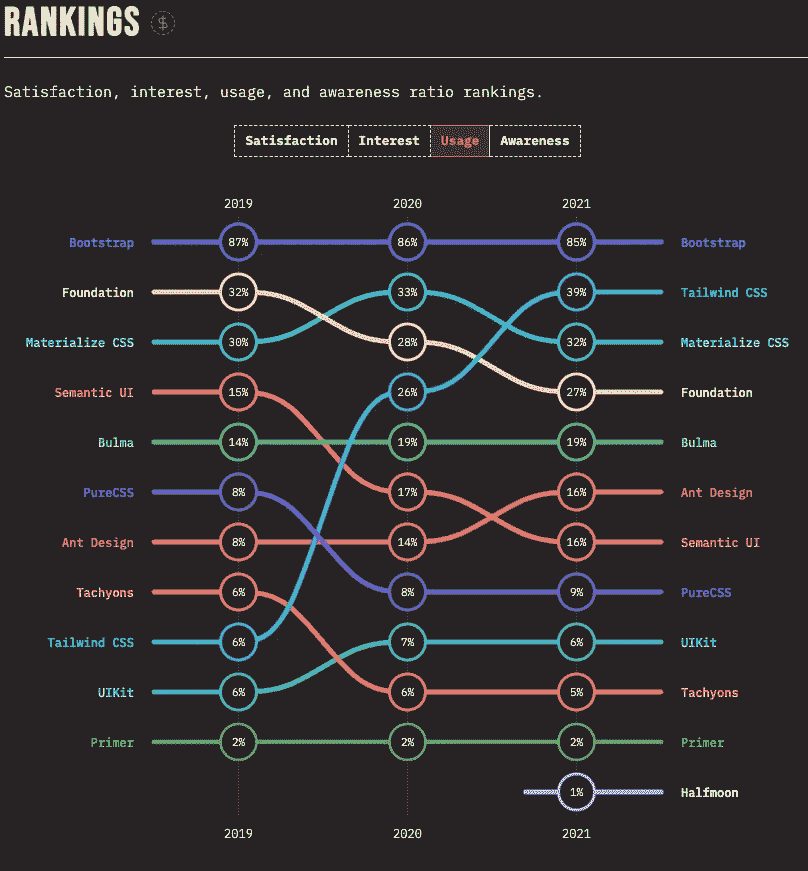 RANKINGS $
Satisfaction, interest, usage, and awareness ratio rankings.
Satisfaction Interest Usage Awareness
2019 2020 2021
Bootstrap 87% 86% 85% Bootstrap
Foundation 32% 33% 39% Tailwind CSS
Materialize CSS 30% 28% 32% Materialize CSS
Semantic UI 15% 26% 27% Foundation
Bulma 14% 19% 19% Bulma
PureCSS 8% 17% 16% Ant Design
Ant Design 8% 14% 16% Semantic UI
Tachyons 6% 8% 9% PureCSS
Tailwind CSS 6% 7% 6% UIKit
UIKit 6% 6% 5% Tachyons
Primer 2% 2% 2% Primer
1% Halfmoon
2019 2020 2021